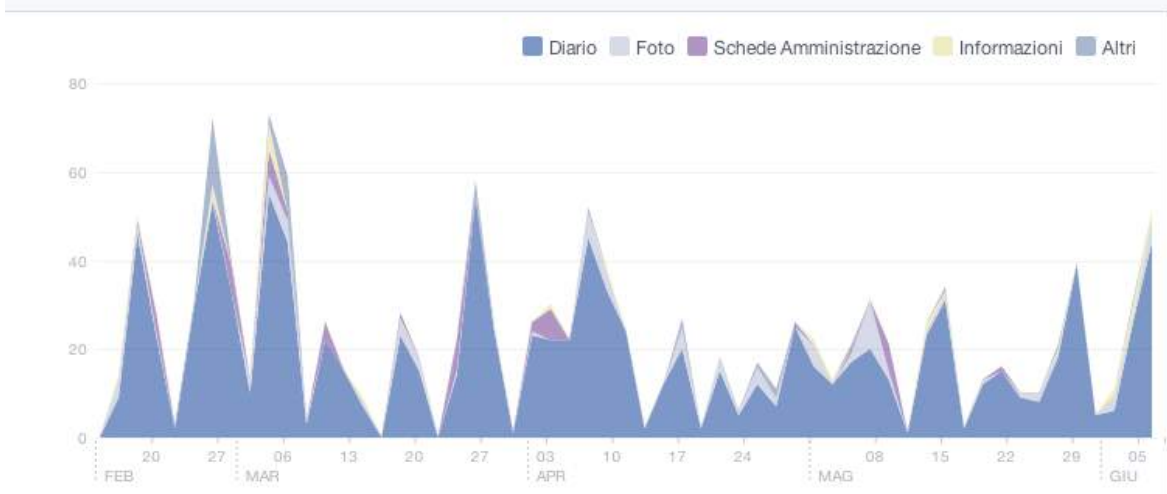 Diario Foto Schede Amministrazione Informazioni Altri
80
60
40
20
0
20 27 06 13 20 27 03 10 17 24 08 15 22 29 05
FEB MAR APR MAG GIU